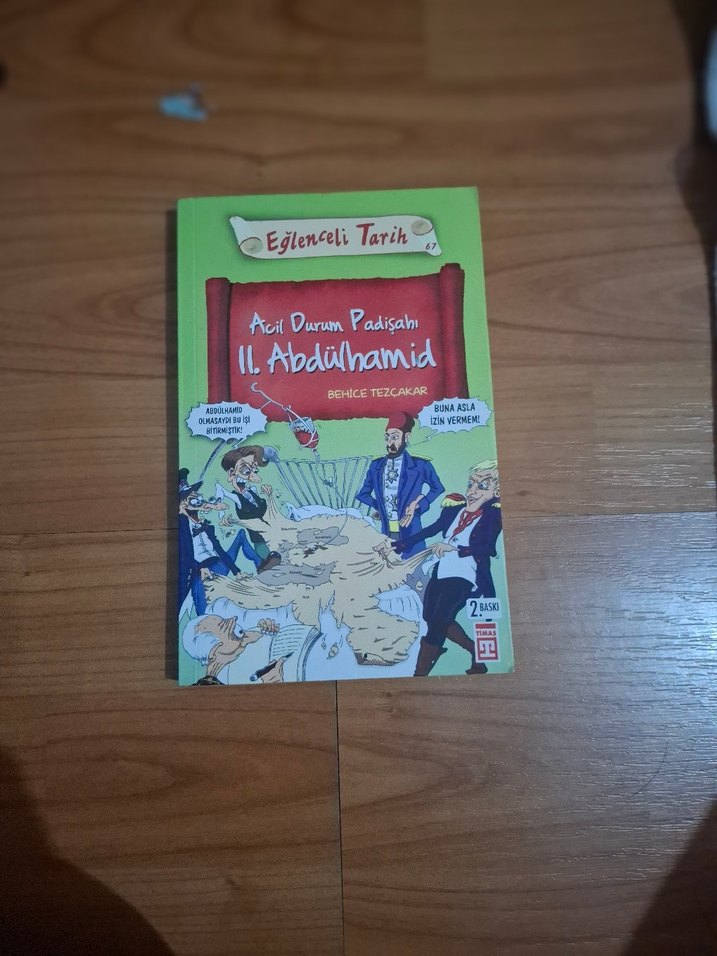 Eğlenceli Tarih
67
Acil Durum Padişahı
II. Abdülhamid
BEHİCE TEZÇAKAR
ABDÜLHAMİD
OLMASAYDI BU İŞİ
BİTİRMİŞTİK!
BUNA ASLA
İZİN VERMEM!
2. BASKI
TİMAŞ